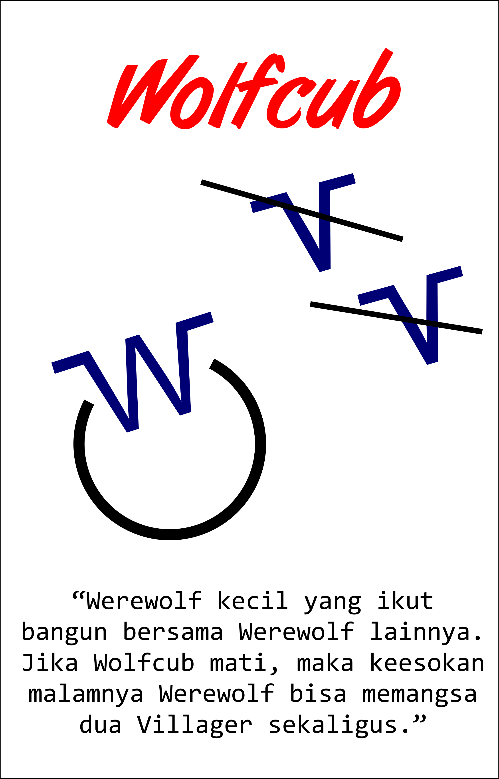 Wolfcub
V
V
W
“Werewolf kecil yang ikut
bangun bersama Werewolf lainnya.
Jika Wolfcub mati, maka keesokan
malamnya Werewolf bisa memangsa
dua Villager sekaligus.”